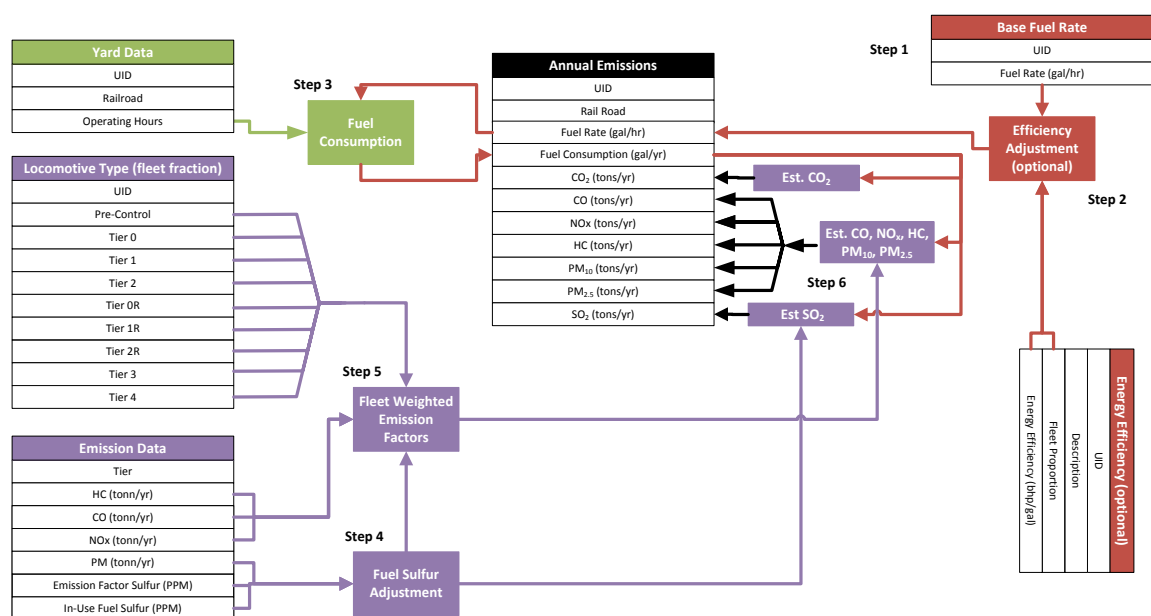 Yard Data
UID
Railroad
Operating Hours
Step 3
Fuel
Consumption
Annual Emissions
UID
Rail Road
Fuel Rate (gal/hr)
Fuel Consumption (gal/yr)
CO₂ (tons/yr)
CO (tons/yr)
NOx (tons/yr)
HC (tons/yr)
PM₁₀ (tons/yr)
PM₂.₅ (tons/yr)
SO₂ (tons/yr)
Step 1
Base Fuel Rate
UID
Fuel Rate (gal/hr)
Efficiency
Adjustment
(optional)
Step 2
Est. CO₂
Est. CO, NOₓ, HC,
PM₁₀, PM₂.₅
Step 6
Est SO₂
Locomotive Type (fleet fraction)
UID
Pre-Control
Tier 0
Tier 1
Tier 2
Tier 0R
Tier 1R
Tier 2R
Tier 3
Tier 4
Step 5
Fleet Weighted
Emission
Factors
Emission Data
Tier
HC (tonn/yr)
CO (tonn/yr)
NOx (tonn/yr)
PM (tonn/yr)
Emission Factor Sulfur (PPM)
In-Use Fuel Sulfur (PPM)
Step 4
Fuel Sulfur
Adjustment
Energy Efficiency (optional)
UID
Description
Fleet Proportion
Energy Efficiency (bhp/gal)